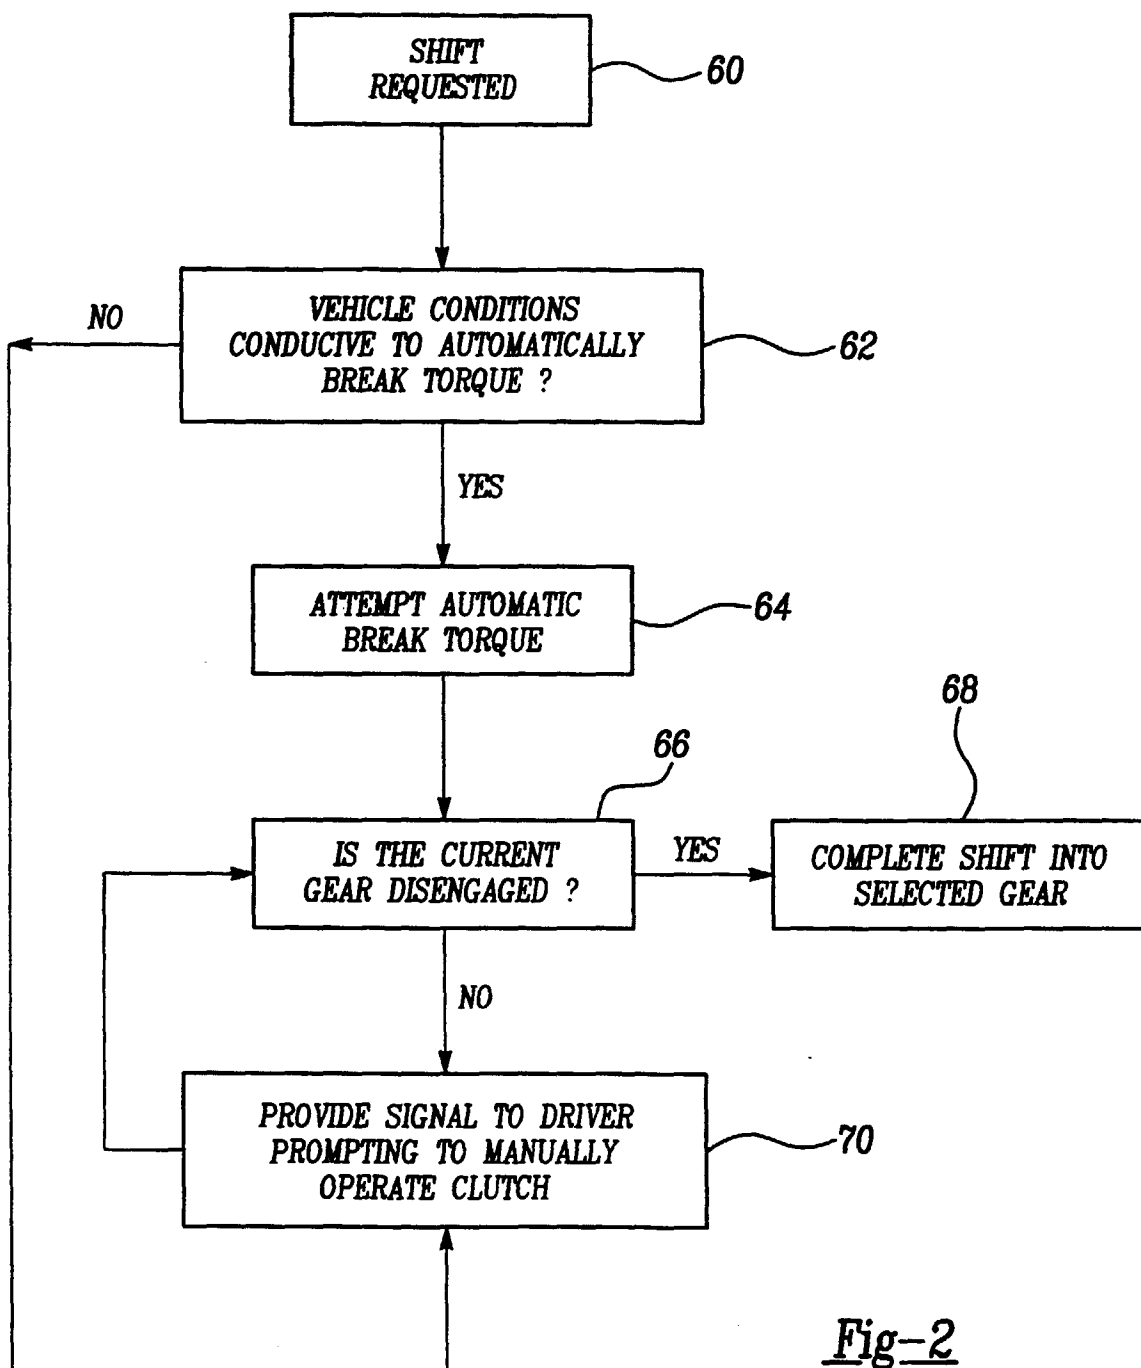 SHIFT
REQUESTED
60
NO
VEHICLE CONDITIONS
CONDUCIVE TO AUTOMATICALLY
BREAK TORQUE ?
62
YES
ATTEMPT AUTOMATIC
BREAK TORQUE
64
68
66
IS THE CURRENT
GEAR DISENGAGED ?
YES
COMPLETE SHIFT INTO
SELECTED GEAR
NO
PROVIDE SIGNAL TO DRIVER
PROMPTING TO MANUALLY
OPERATE CLUTCH
70
Fig-2